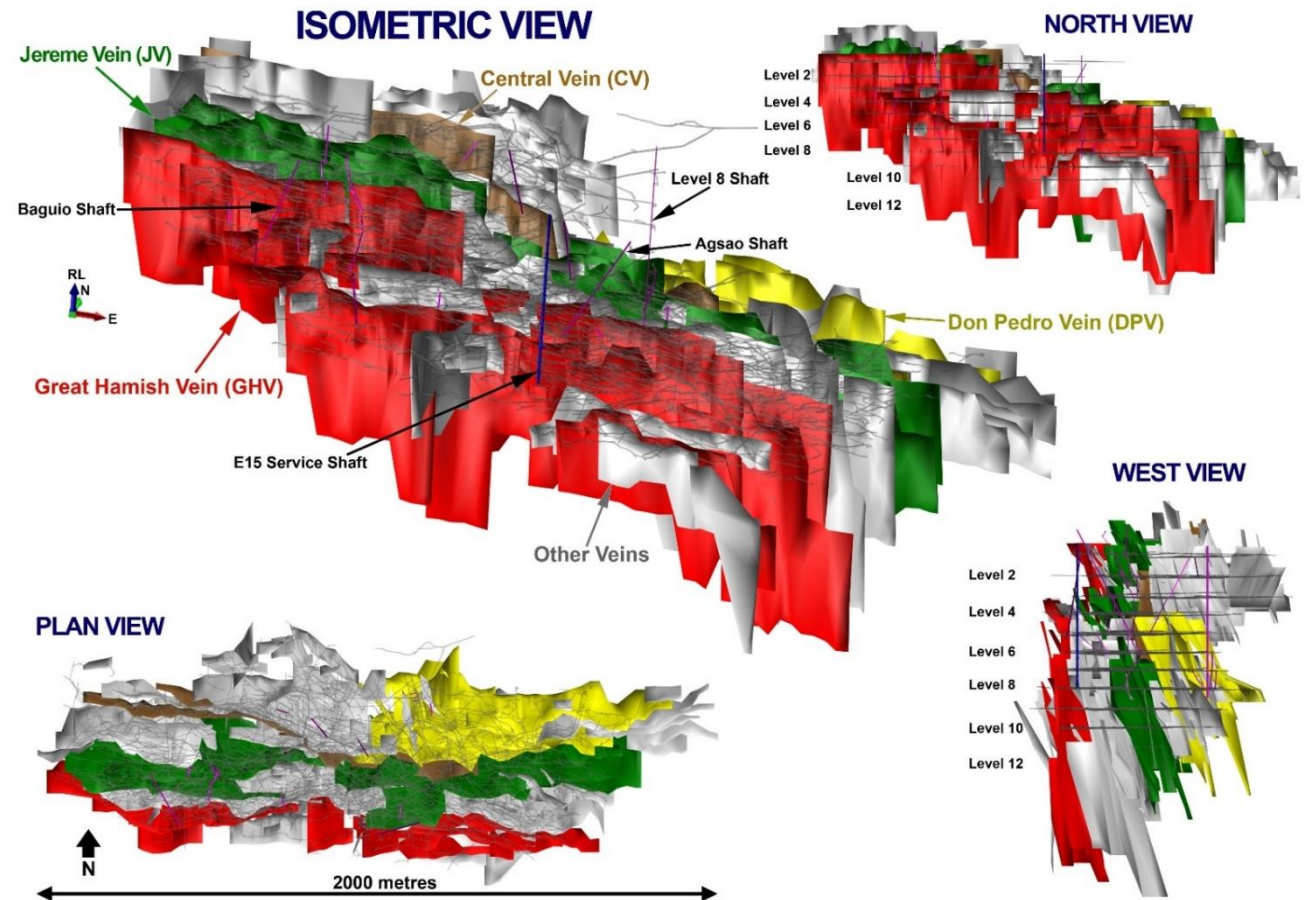 ISOMETRIC VIEW
NORTH VIEW
Jereme Vein (JV)
Central Vein (CV)
Level 2
Level 4
Level 6
Level 8
Level 10
Level 12
Level 8 Shaft
Baguio Shaft
Agsao Shaft
RL
N
E
Don Pedro Vein (DPV)
Great Hamish Vein (GHV)
E15 Service Shaft
Other Veins
WEST VIEW
Level 2
Level 4
Level 6
Level 8
Level 10
Level 12
PLAN VIEW
N
2000 metres